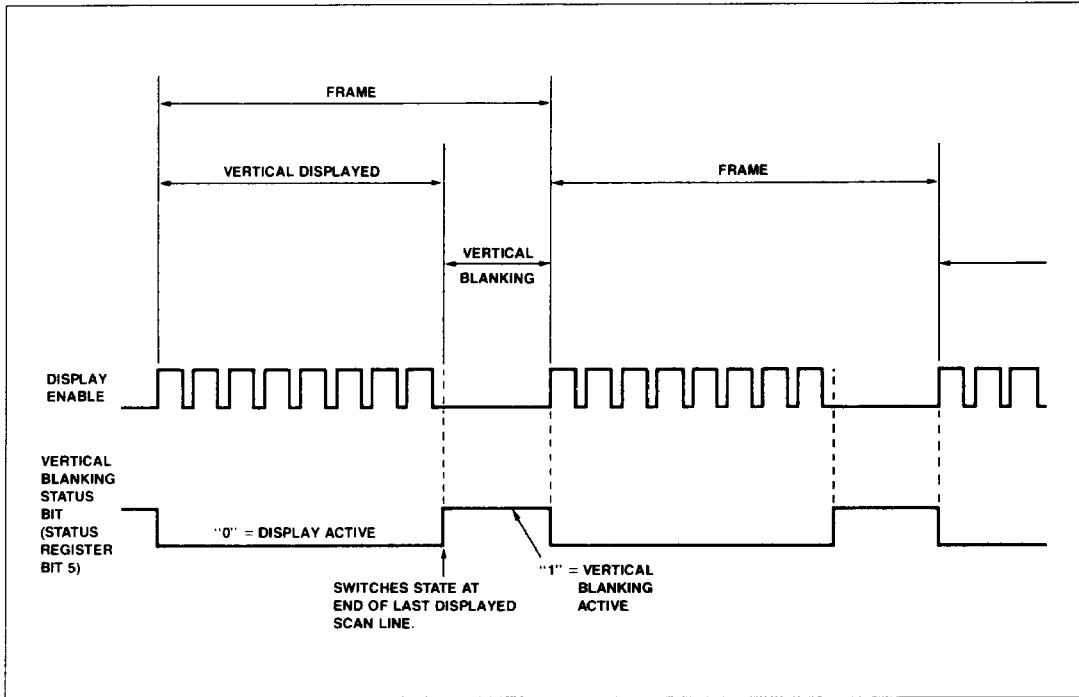 FRAME
VERTICAL DISPLAYED
FRAME
VERTICAL
BLANKING
DISPLAY
ENABLE
VERTICAL
BLANKING
STATUS
BIT
(STATUS
REGISTER
BIT 5)
"0" = DISPLAY ACTIVE
SWITCHES STATE AT
END OF LAST DISPLAYED
SCAN LINE.
"1" = VERTICAL
BLANKING
ACTIVE